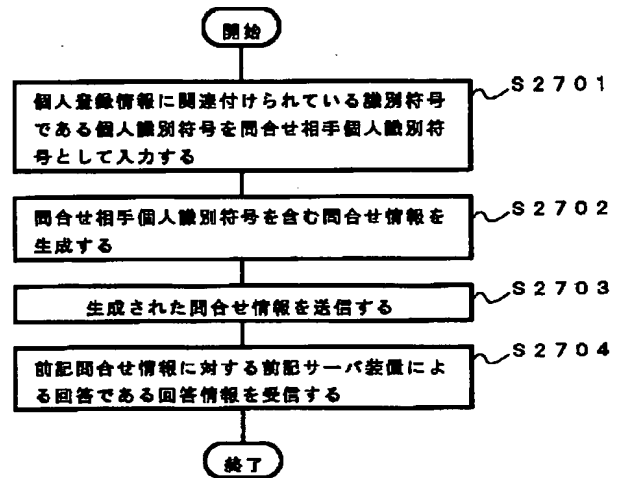 開始
個人登録情報に関連付けられている識別符号
である個人識別符号を問合せ相手個人識別符
号として入力する
S2701
問合せ相手個人識別符号を含む問合せ情報を
生成する
S2702
生成された問合せ情報を送信する
S2703
前記問合せ情報に対する前記サーバ装置によ
る回答である回答情報を受信する
S2704
終了